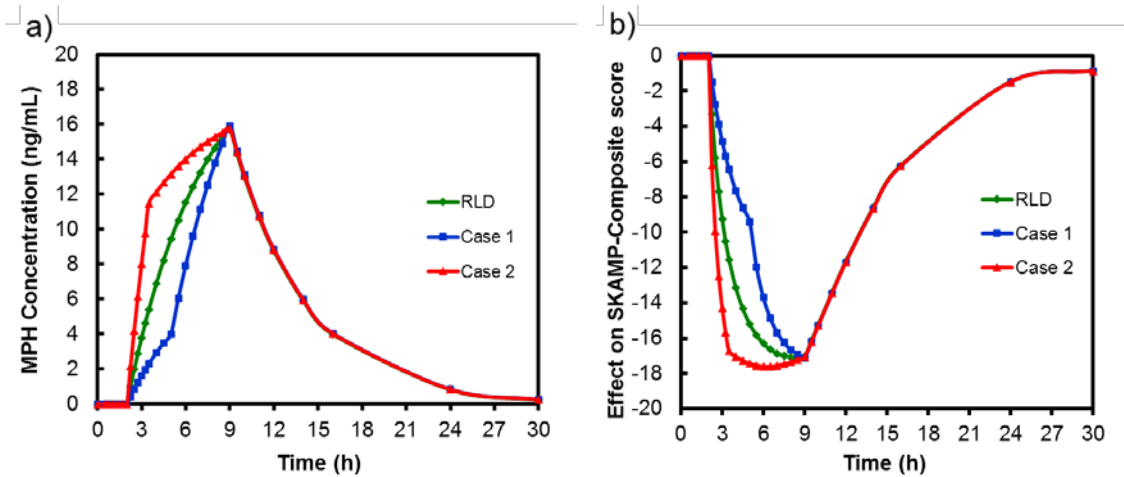 a)
MPH Concentration (ng/mL)
20
18
16
14
12
10
8
6
4
2
0
0 3 6 9 12 15 18 21 24 27 30
Time (h)
RLD
Case 1
Case 2
b)
Effect on SKAMP-Composite score
0
-2
-4
-6
-8
-10
-12
-14
-16
-18
-20
0 3 6 9 12 15 18 21 24 27 30
Time (h)
RLD
Case 1
Case 2